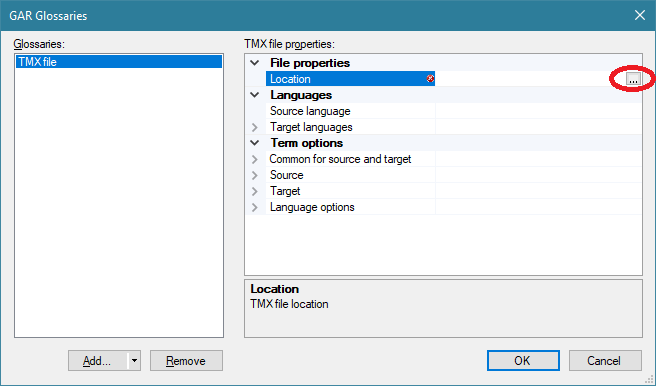 GAR Glossaries
Glossaries:
TMX file
TMX file properties:
File properties
Location
...
Languages
Source language
Target languages
Term options
Common for source and target
Source
Target
Language options
Location
TMX file location
Add...
Remove
OK
Cancel